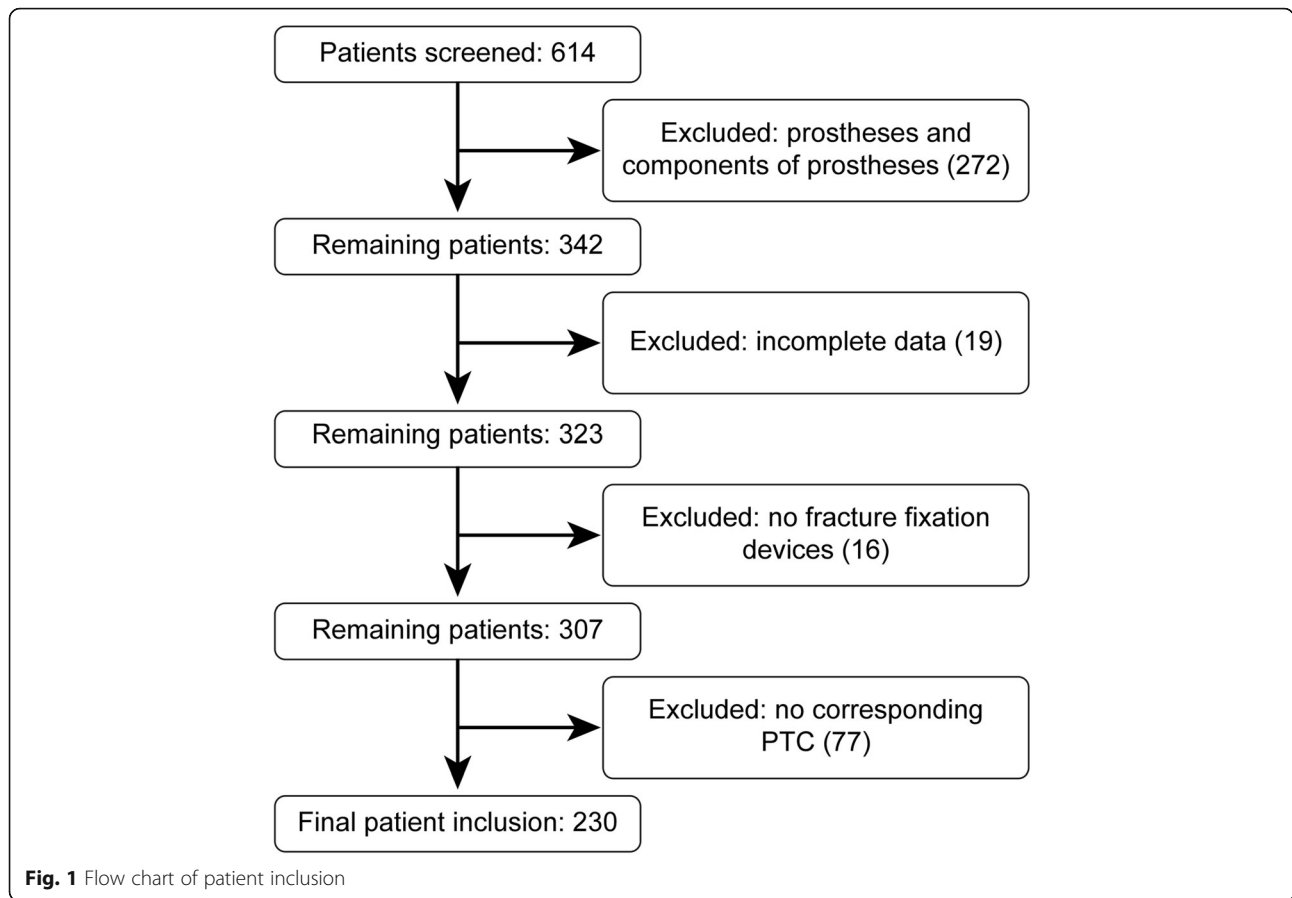 Patients screened: 614
Excluded: prostheses and
components of prostheses (272)
Remaining patients: 342
Excluded: incomplete data (19)
Remaining patients: 323
Excluded: no fracture fixation
devices (16)
Remaining patients: 307
Excluded: no corresponding
PTC (77)
Final patient inclusion: 230
Fig. 1 Flow chart of patient inclusion